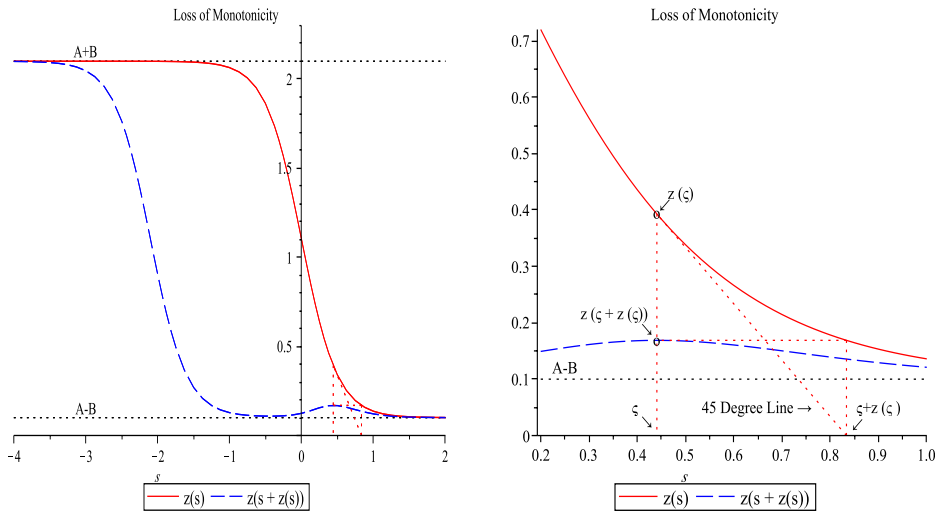 Loss of Monotonicity
A+B
2
1.5
1
0.5
A-B
−4 −3 −2 −1 0 1 2
s
z(s) z(s + z(s))
Loss of Monotonicity
0.7
0.6
0.5
0.4
0.3
0.2
0.1
0
z (ς)
z (ς + z (ς))
A-B
ς
45 Degree Line →
ς+z (ς )
0.2 0.3 0.4 0.5 0.6 0.7 0.8 0.9 1.0
s
z(s) z(s + z(s))